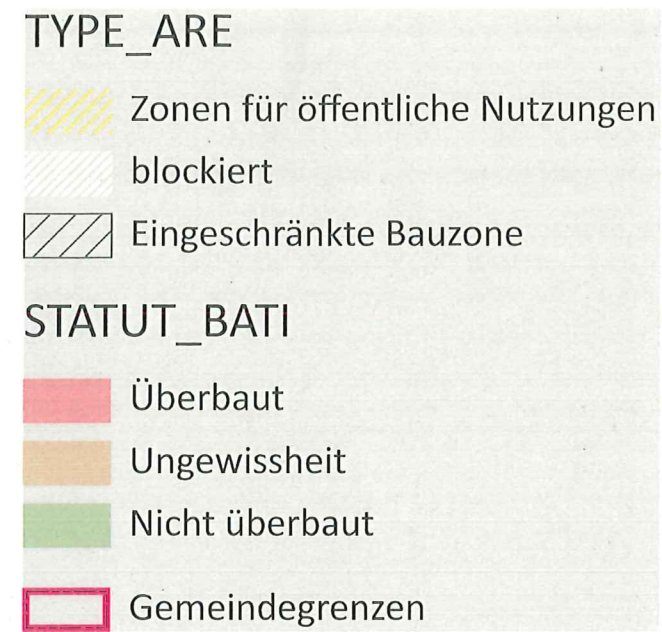 TYPE_ARE
Zonen für öffentliche Nutzungen
blockiert
Eingeschränkte Bauzone
STATUT_BATI
Überbaut
Ungewissheit
Nicht überbaut
Gemeindegrenzen